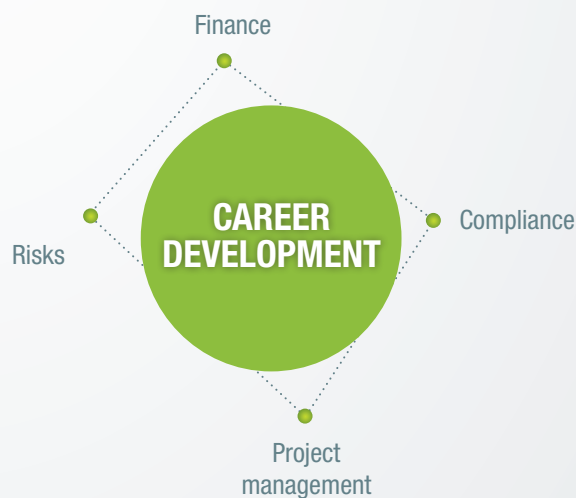 Finance
CAREER
DEVELOPMENT
Compliance
Risks
Project
management